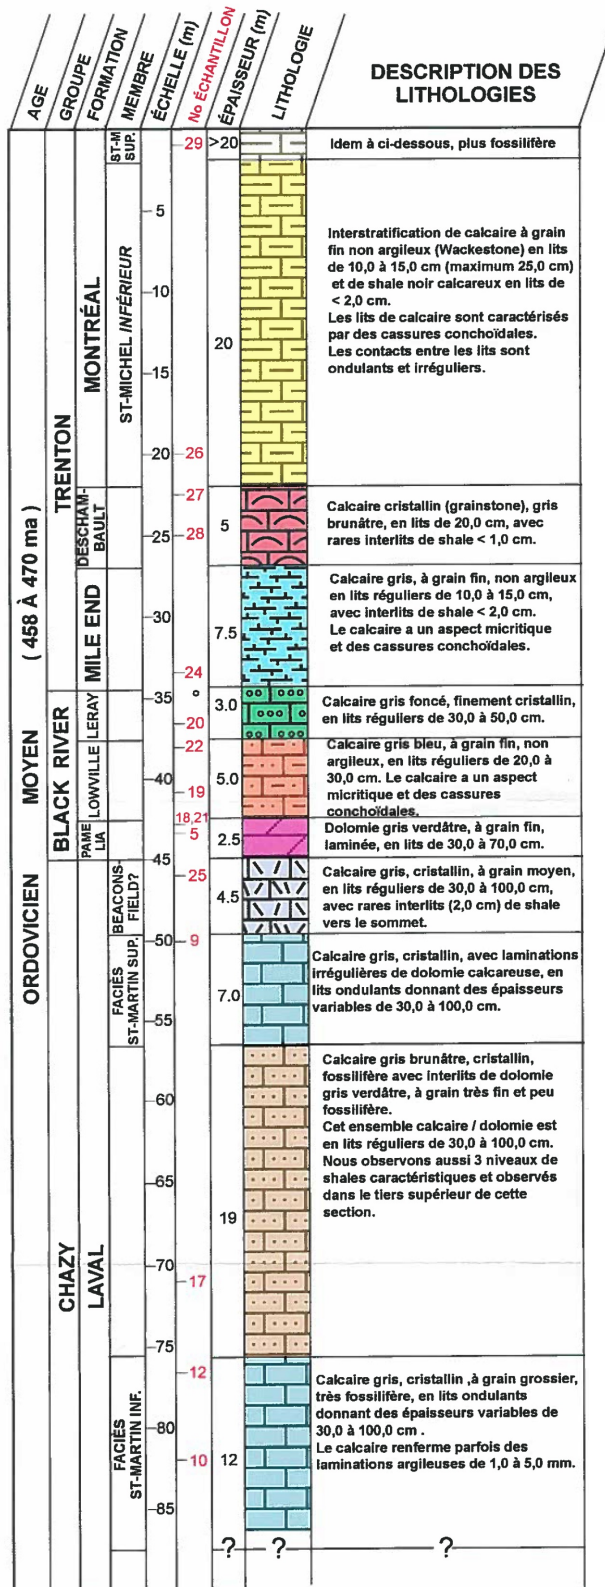 AGE
GROUPE
FORMATION
MEMBRE
ÉCHELLE (m)
No ÉCHANTILLON
ÉPAISSEUR (m)
LITHOLOGIE
DESCRIPTION DES
LITHOLOGIES
ORDOVICIEN MOYEN ( 458 À 470 ma )
TRENTON
BLACK RIVER
CHAZY
MONTRÉAL
DESCHAM-
BAULT
MILE END
LERAY
LOWVILLE
PAME
LIA
LAVAL
ST-M
SUP.
ST-MICHEL INFÉRIEUR
BEACONS-
FIELD?
FACIÈS
ST-MARTIN SUP.
FACIÈS
ST-MARTIN INF.
5
10
15
20
25
30
35
40
45
50
55
60
65
70
75
80
85
29
26
27
28
24
20
22
19
18,21
5
25
9
17
12
10
>20
20
5
7.5
3.0
5.0
2.5
4.5
7.0
19
12
Idem à ci-dessous, plus fossilifère
Interstratification de calcaire à grain
fin non argileux (Wackestone) en lits
de 10,0 à 15,0 cm (maximum 25,0 cm)
et de shale noir calcareux en lits de
< 2,0 cm.
Les lits de calcaire sont caractérisés
par des cassures conchoïdales.
Les contacts entre les lits sont
ondulants et irréguliers.
Calcaire cristallin (grainstone), gris
brunâtre, en lits de 20,0 cm, avec
rares interlits de shale < 1,0 cm.
Calcaire gris, à grain fin, non argileux
en lits réguliers de 10,0 à 15,0 cm,
avec interlits de shale < 2,0 cm.
Le calcaire a un aspect micritique
et des cassures conchoïdales.
Calcaire gris foncé, finement cristallin,
en lits réguliers de 30,0 à 50,0 cm.
Calcaire gris bleu, à grain fin, non
argileux, en lits réguliers de 20,0 à
30,0 cm. Le calcaire a un aspect
micritique et des cassures
conchoïdales.
Dolomie gris verdâtre, à grain fin,
laminée, en lits de 30,0 à 70,0 cm.
Calcaire gris, cristallin, à grain moyen,
en lits réguliers de 30,0 à 100,0 cm,
avec rares interlits (2,0 cm) de shale
vers le sommet.
Calcaire gris, cristallin, avec laminations
irrégulières de dolomie calcareuse, en
lits ondulants donnant des épaisseurs
variables de 30,0 à 100,0 cm.
Calcaire gris brunâtre, cristallin,
fossilifère avec interlits de dolomie
gris verdâtre, à grain très fin et peu
fossilifère.
Cet ensemble calcaire / dolomie est
en lits réguliers de 30,0 à 100,0 cm.
Nous observons aussi 3 niveaux de
shales caractéristiques et observés
dans le tiers supérieur de cette
section.
Calcaire gris, cristallin ,à grain grossier,
très fossilifère, en lits ondulants
donnant des épaisseurs variables de
30,0 à 100,0 cm .
Le calcaire renferme parfois des
laminations argileuses de 1,0 à 5,0 mm.
? ? ?